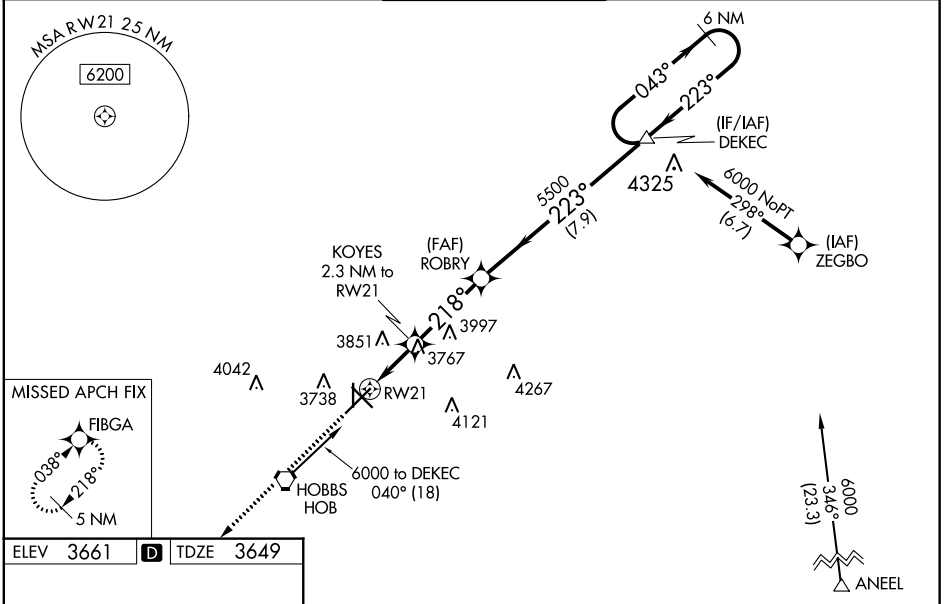 MSA RW21 25 NM
6200
6 NM
043°
223°
(IF/IAF)
DEKEC
4325
6000 NoPT
298°
(6.7)
(IAF)
ZEGBO
5500
223°
(7.9)
(FAF)
ROBRY
KOYES
2.3 NM to
RW21
218°
3997
3851
3767
4042
3738
RW21
4267
4121
MISSED APCH FIX
FIBGA
038°
218°
5 NM
6000 to DEKEC
040° (18)
HOBBS
HOB
6000
346°
(23.3)
ANEEL
ELEV 3661 D TDZE 3649